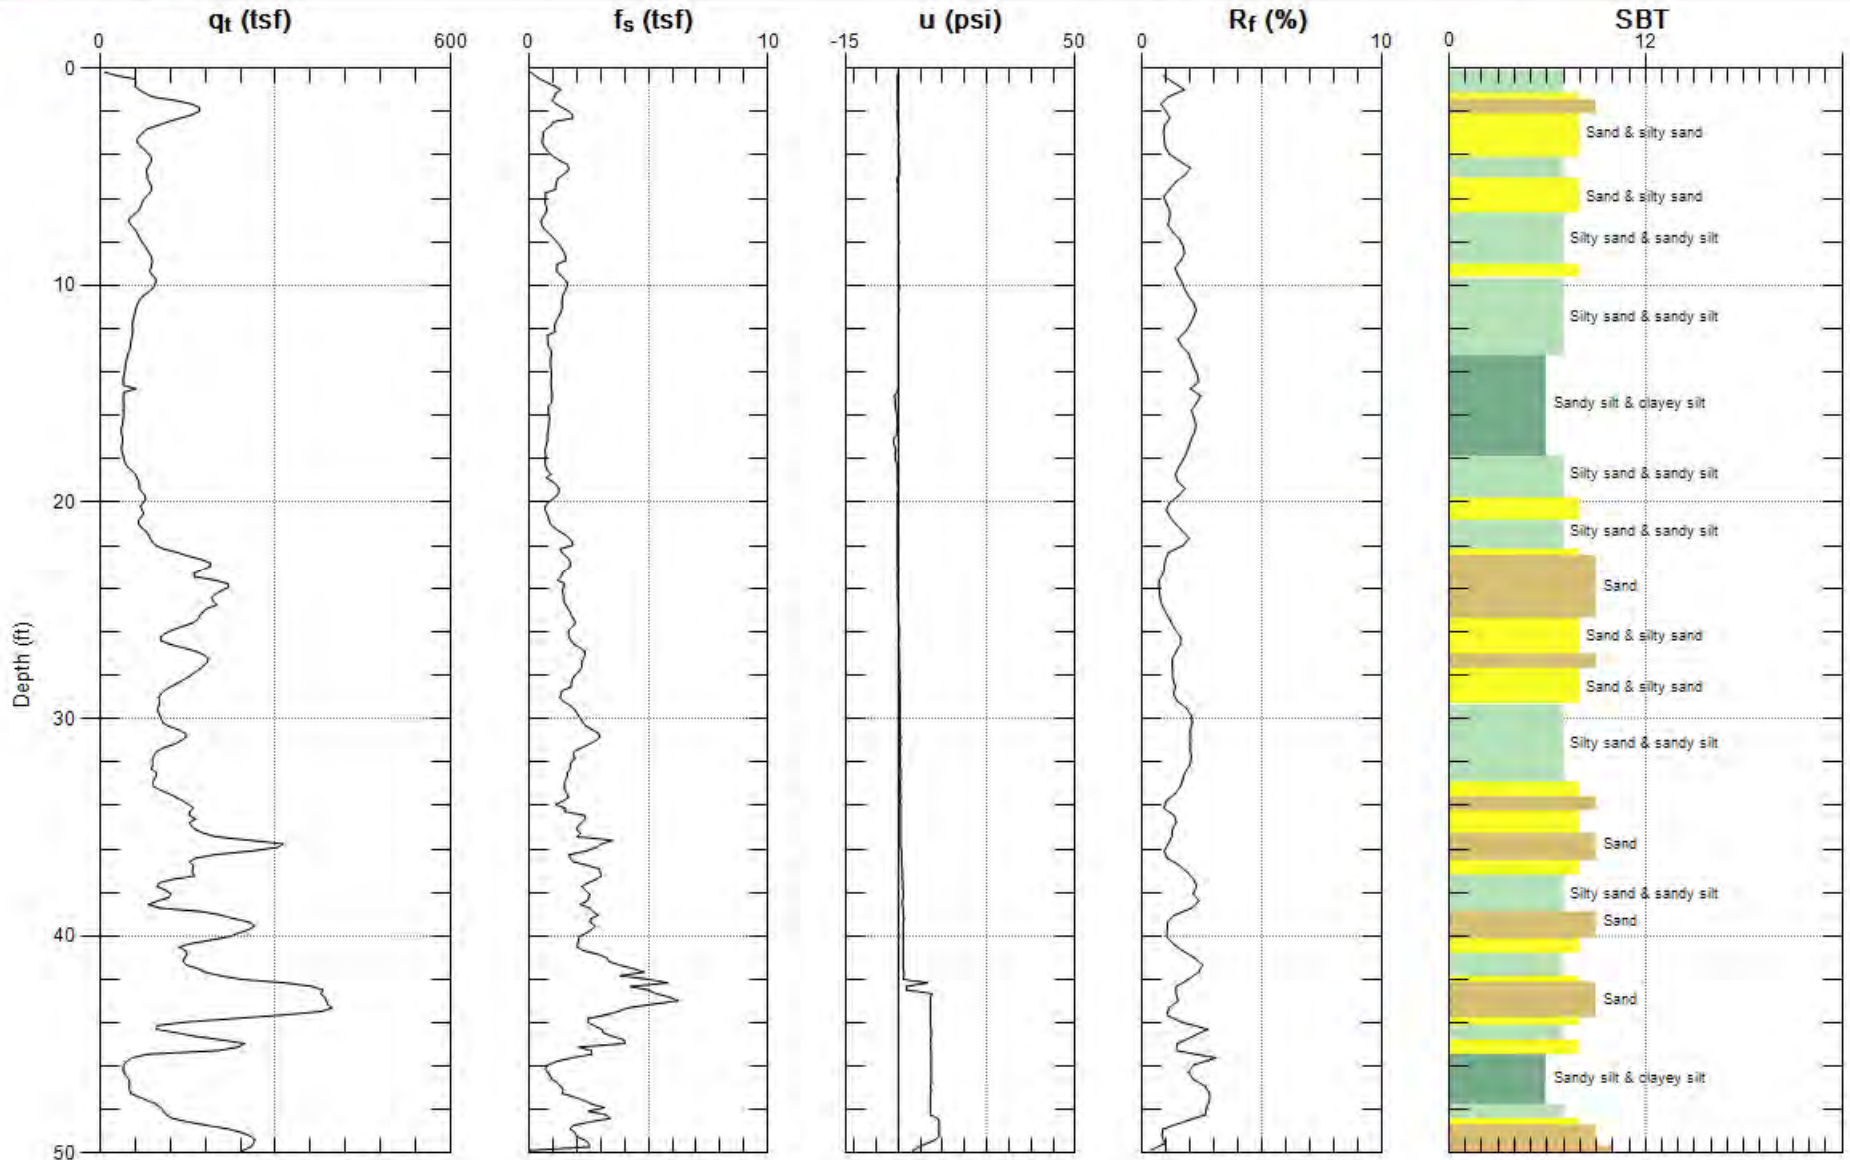 qt (tsf) fs (tsf) u (psi) Rf (%) SBT
0 600 0 10 -15 50 0 10 0 12
0
Sand & silty sand
Sand & silty sand
Silty sand & sandy silt
10
Silty sand & sandy silt
Sandy silt & clayey silt
Silty sand & sandy silt
20
Silty sand & sandy silt
Sand
Sand & silty sand
Depth (ft)
Sand & silty sand
30
Silty sand & sandy silt
Sand
Silty sand & sandy silt
Sand
40
Sand
Sandy silt & clayey silt
50